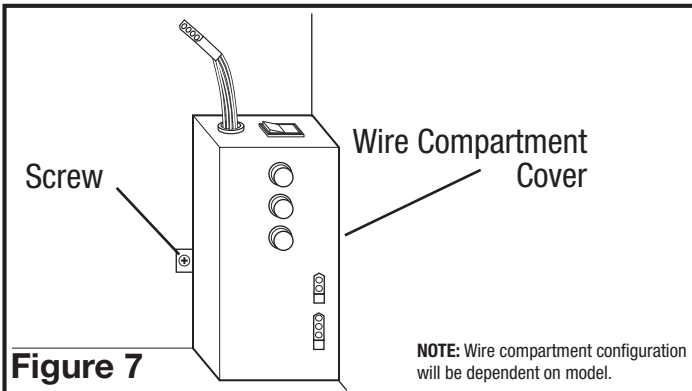 Screw
Wire Compartment
Cover
Figure 7
NOTE: Wire compartment configuration
will be dependent on model.